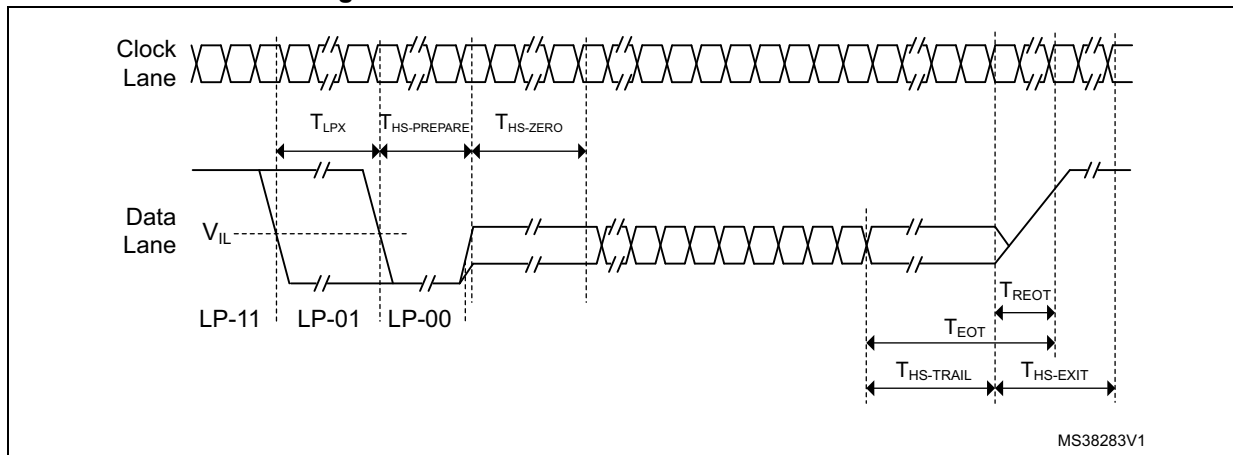 Clock
Lane
T_LPX T_HS-PREPARE T_HS-ZERO
Data
Lane
V_IL
LP-11 LP-01 LP-00
T_REOT
T_EOT
T_HS-TRAIL T_HS-EXIT
MS38283V1